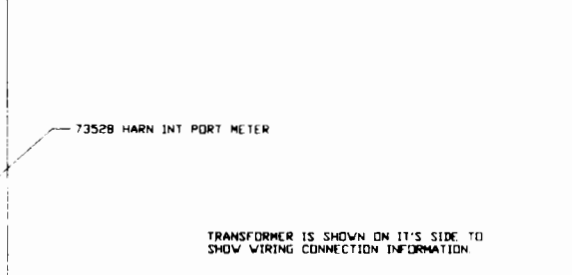 73528 HARN INT PORT METER
TRANSFORMER IS SHOWN ON IT'S SIDE TO
SHOW WIRING CONNECTION INFORMATION